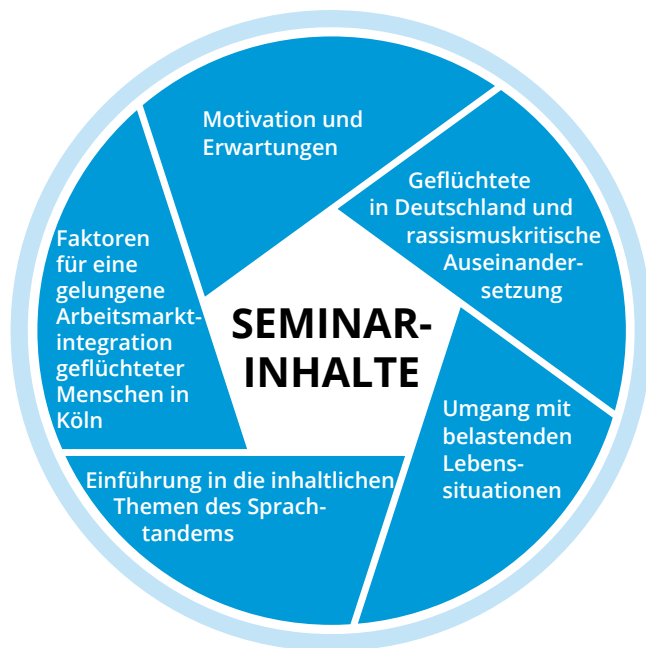 SEMINAR-
INHALTE
Motivation und
Erwartungen
Geflüchtete
in Deutschland und
rassismuskritische
Auseinander-
setzung
Umgang mit
belastenden
Lebens-
situationen
Einführung in die inhaltlichen
Themen des Sprach-
tandems
Faktoren
für eine
gelungene
Arbeitsmarkt-
integration
geflüchteter
Menschen in
Köln